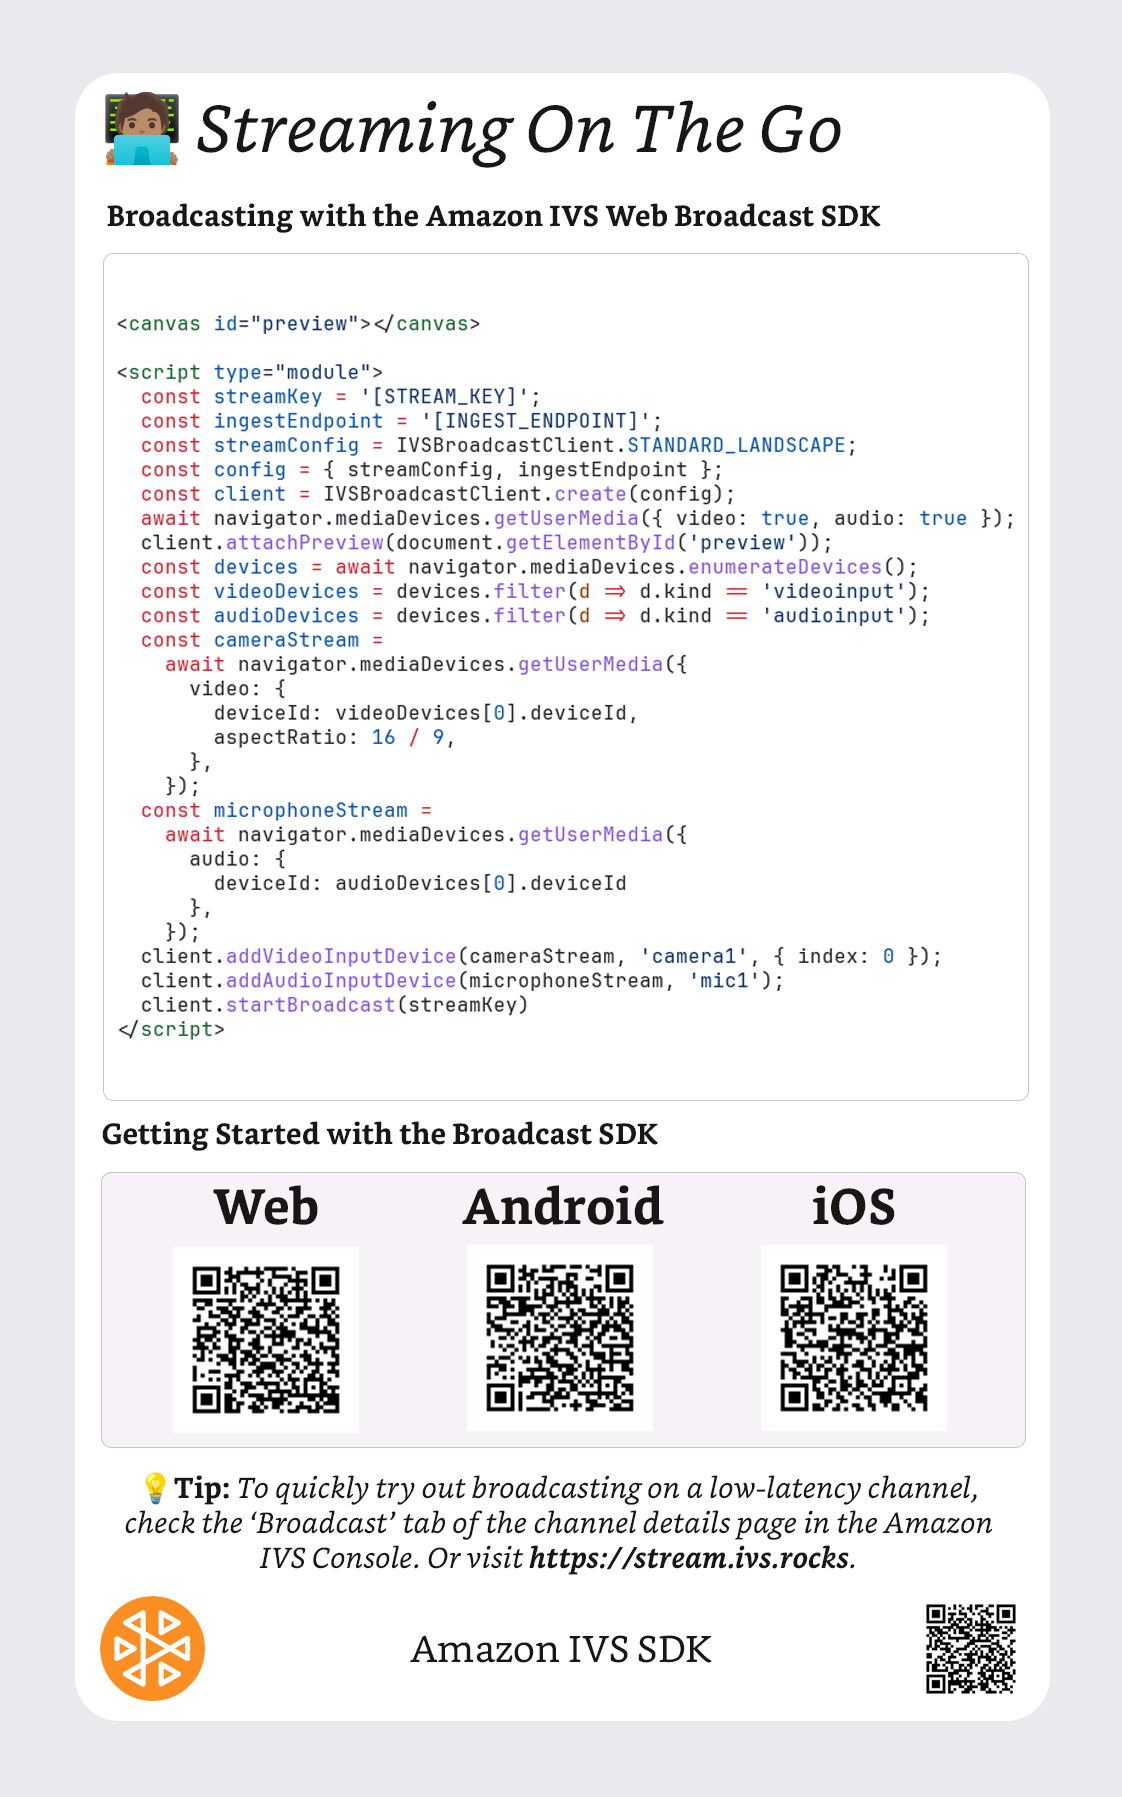 Streaming On The Go
Broadcasting with the Amazon IVS Web Broadcast SDK
<canvas id="preview"></canvas>
<script type="module">
  const streamKey = '[STREAM_KEY]';
  const ingestEndpoint = '[INGEST_ENDPOINT]';
  const streamConfig = IVSBroadcastClient.STANDARD_LANDSCAPE;
  const config = { streamConfig, ingestEndpoint };
  const client = IVSBroadcastClient.create(config);
  await navigator.mediaDevices.getUserMedia({ video: true, audio: true });
  client.attachPreview(document.getElementById('preview'));
  const devices = await navigator.mediaDevices.enumerateDevices();
  const videoDevices = devices.filter(d => d.kind == 'videoinput');
  const audioDevices = devices.filter(d => d.kind == 'audioinput');
  const cameraStream =
    await navigator.mediaDevices.getUserMedia({
      video: {
        deviceId: videoDevices[0].deviceId,
        aspectRatio: 16 / 9,
      },
    });
  const microphoneStream =
    await navigator.mediaDevices.getUserMedia({
      audio: {
        deviceId: audioDevices[0].deviceId
      },
    });
  client.addVideoInputDevice(cameraStream, 'camera1', { index: 0 });
  client.addAudioInputDevice(microphoneStream, 'mic1');
  client.startBroadcast(streamKey)
</script>
Getting Started with the Broadcast SDK
Web Android iOS
💡Tip: To quickly try out broadcasting on a low-latency channel,
check the ‘Broadcast’ tab of the channel details page in the Amazon
IVS Console. Or visit https://stream.ivs.rocks.
Amazon IVS SDK